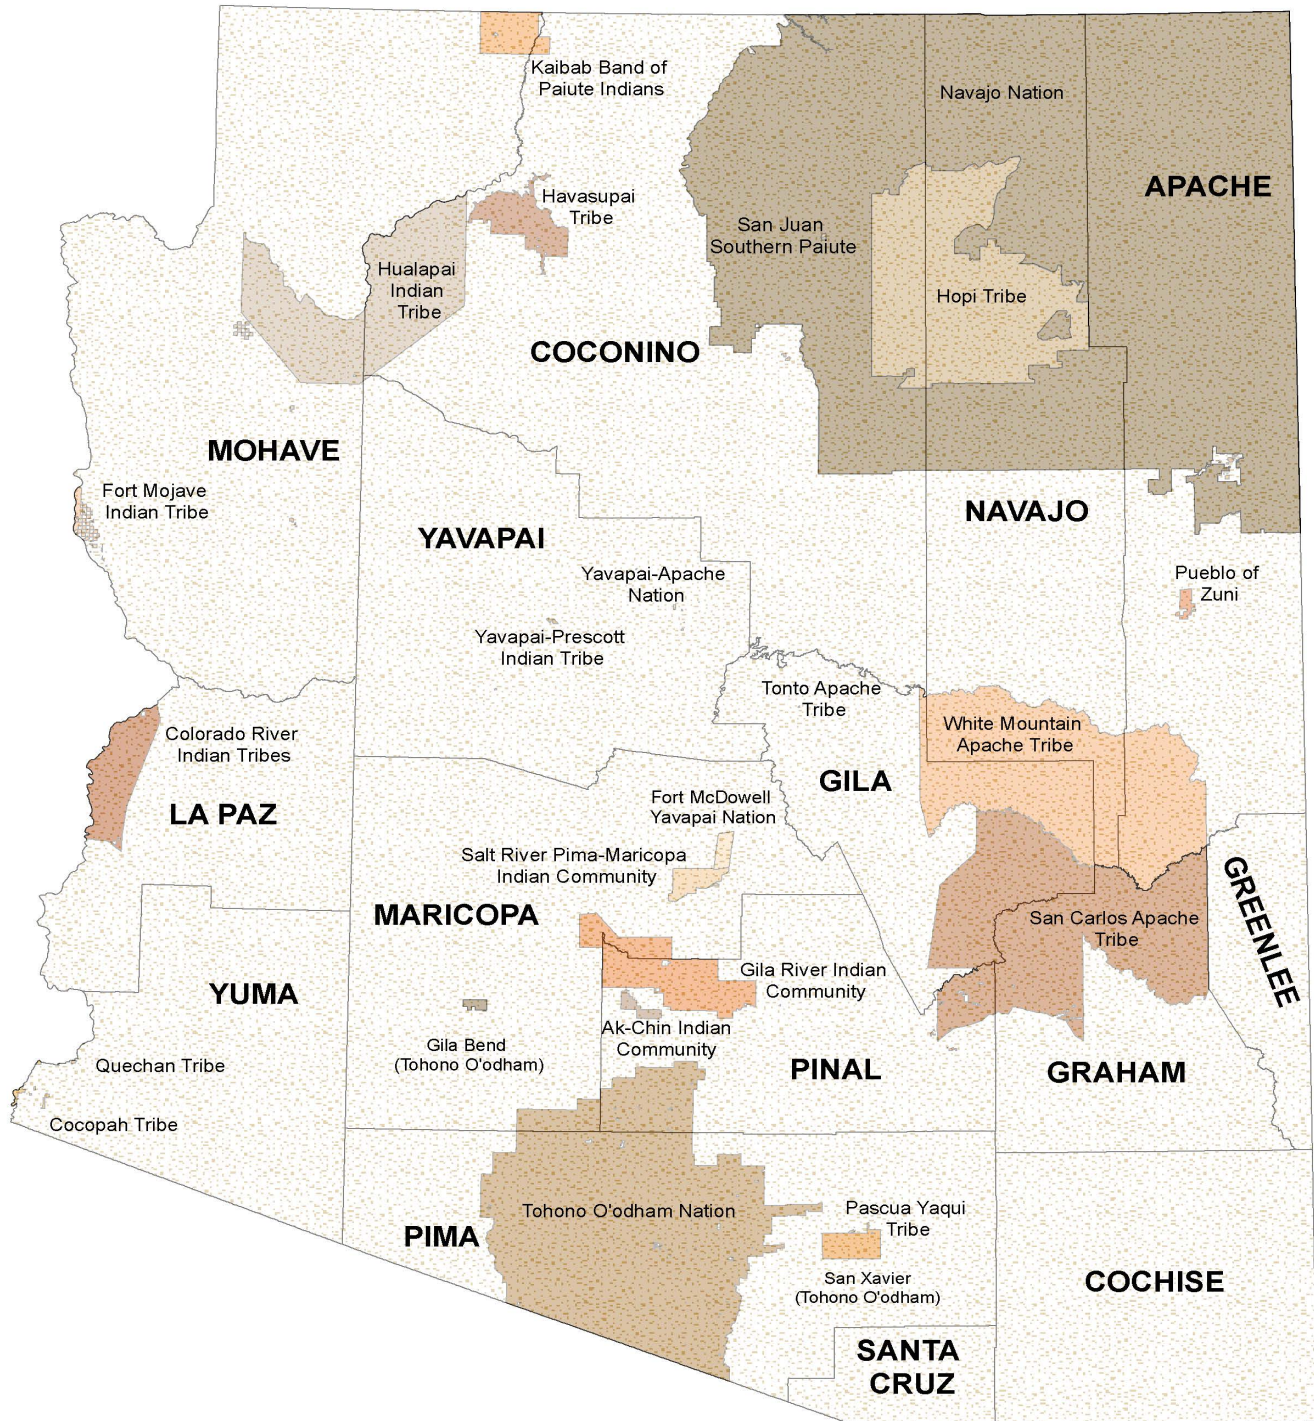 Kaibab Band of
Paiute Indians
Navajo Nation
APACHE
Havasupai
Tribe
San Juan
Southern Paiute
Hualapai
Indian
Tribe
Hopi Tribe
COCONINO
MOHAVE
Fort Mojave
Indian Tribe
NAVAJO
YAVAPAI
Yavapai-Apache
Nation
Pueblo of
Zuni
Yavapai-Prescott
Indian Tribe
Tonto Apache
Tribe
White Mountain
Apache Tribe
Colorado River
Indian Tribes
GILA
LA PAZ
Fort McDowell
Yavapai Nation
Salt River Pima-Maricopa
Indian Community
GREENLEE
MARICOPA
San Carlos Apache
Tribe
Gila River Indian
Community
YUMA
Ak-Chin Indian
Community
Gila Bend
(Tohono O'odham)
Quechan Tribe
PINAL
GRAHAM
Cocopah Tribe
Tohono O'odham Nation
Pascua Yaqui
Tribe
PIMA
San Xavier
(Tohono O'odham)
COCHISE
SANTA
CRUZ